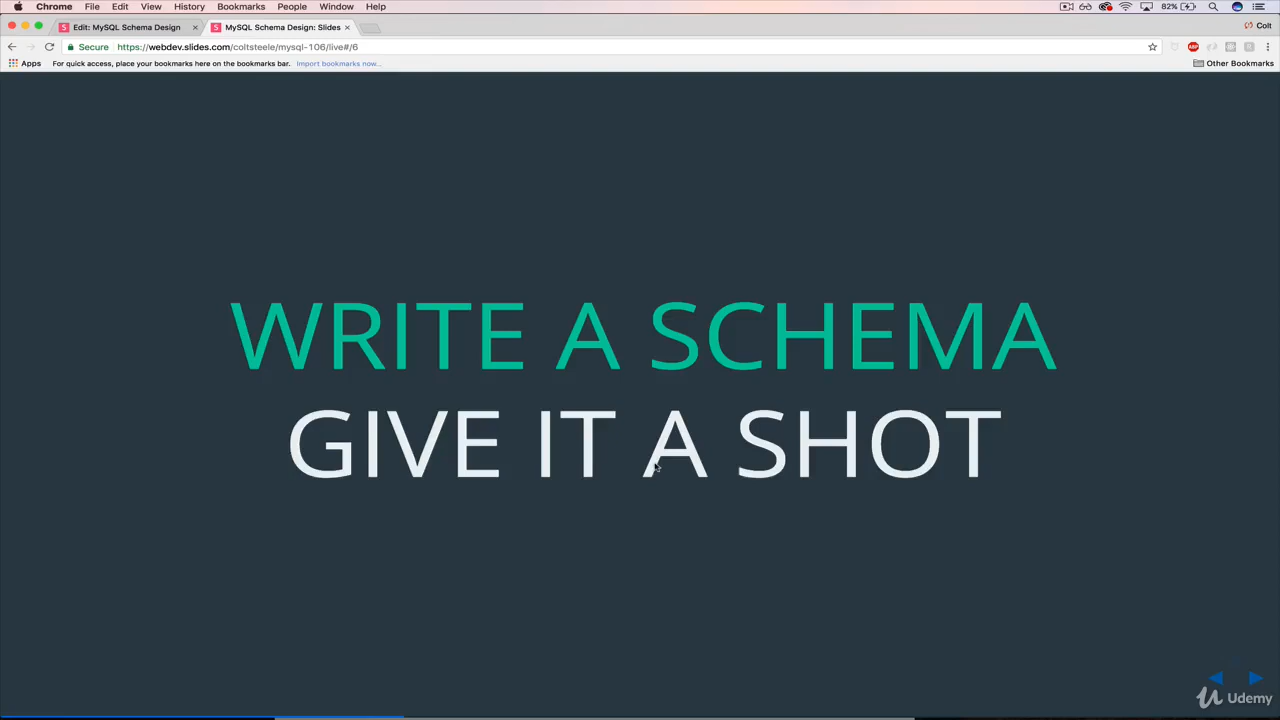 Chrome File Edit View History Bookmarks People Window Help 82%
Edit: MySQL Schema Design MySQL Schema Design: Slides Colt
Secure https://webdev.slides.com/coltsteele/mysql-106/live#/6 ABP
Apps For quick access, place your bookmarks here on the bookmarks bar. Import bookmarks now... Other Bookmarks
WRITE A SCHEMA
GIVE IT A SHOT
Udemy